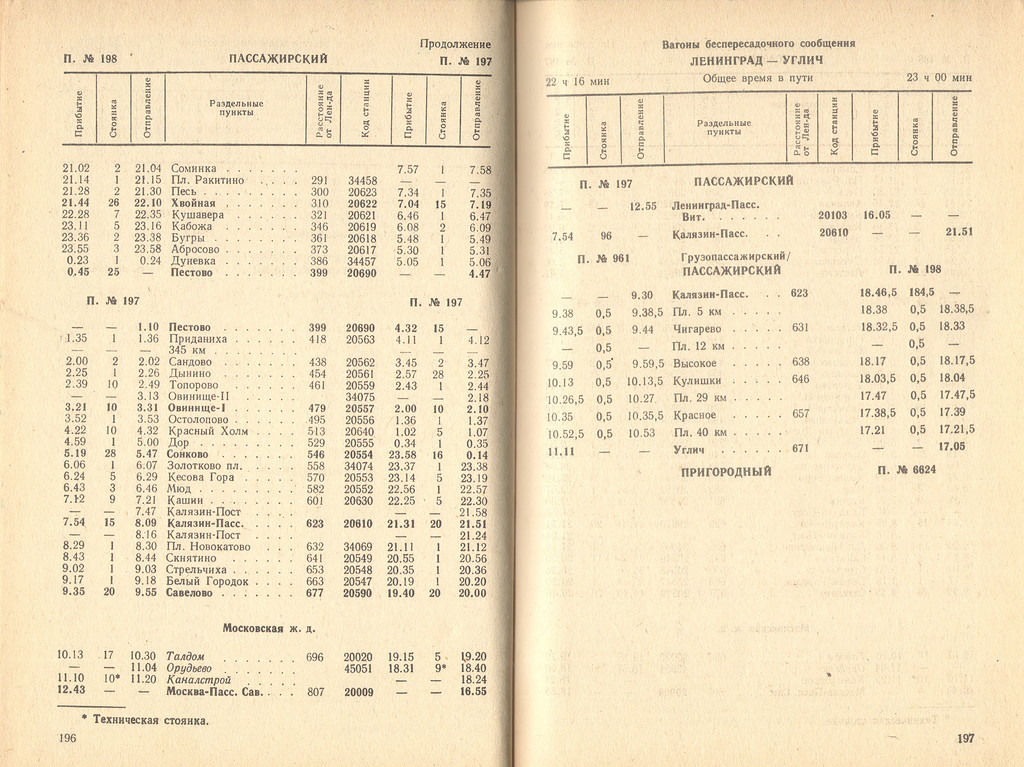 Продолжение
П. № 198 ПАССАЖИРСКИЙ П. № 197
Прибытие Стоянка Отправление Раздельные пункты Расстояние от Лен-да Код станции Прибытие Стоянка Отправление
21.02 2 21.04 Соминка . . . . . . . 7.57 1 7.58
21.14 1 21.15 Пл. Ракитино . . . . 291 34458 — — —
21.28 2 21.30 Песь . . . . . . . . 300 20623 7.34 1 7.35
21.44 26 22.10 Хвойная . . . . . . . 310 20622 7.04 15 7.19
22.28 7 22.35 Кушавера . . . . . . 321 20621 6.46 1 6.47
23.11 5 23.16 Кабожа . . . . . . . 346 20619 6.08 2 6.09
23.36 2 23.38 Бугры . . . . . . . 361 20618 5.48 1 5.49
23.55 3 23.58 Абросово . . . . . . 373 20617 5.30 1 5.31
0.23 1 0.24 Дуневка . . . . . . 386 34457 5.05 1 5.06
0.45 25 — Пестово . . . . . . . 399 20690 — — 4.47
П. № 197 П. № 197
— — 1.10 Пестово . . . . . . . 399 20690 4.32 15 —
1.35 1 1.36 Приданиха . . . . . . 418 20563 4.11 1 4.12
— — — 345 км . . . . . . . — — —
2.00 2 2.02 Сандово . . . . . . . 438 20562 3.45 2 3.47
2.25 1 2.26 Дынино . . . . . . . 454 20561 2.57 28 2.25
2.39 10 2.49 Топорово . . . . . 461 20559 2.43 1 2.44
— — 3.13 Овинище-II 34075 — — 2.18
3.21 10 3.31 Овинище-I . . . . . . 479 20557 2.00 10 2.10
3.52 1 3.53 Остолопово . . . . . 495 20556 1.36 1 1.37
4.22 10 4.32 Красный Холм . . . . 513 20640 1.02 5 1.07
4.59 1 5.00 Дор . . . . . . . . 529 20555 0.34 1 0.35
5.19 28 5.47 Сонково . . . . . . . 546 20554 23.58 16 0.14
6.06 1 6.07 Золотково пл. . . . . 558 34074 23.37 1 23.38
6.24 5 6.29 Кесова Гора . . . . . 570 20553 23.14 5 23.19
6.43 3 6.46 Мюд . . . . . . . . 582 20552 22.56 1 22.57
7.12 9 7.21 Кашин . . . . . . . 601 20630 22.25 5 22.30
— — 7.47 Калязин-Пост . . . . — — 21.58
7.54 15 8.09 Калязин-Пасс. . . . . 623 20610 21.31 20 21.51
— — 8.16 Калязин-Пост . . . . 21.24
8.29 1 8.30 Пл. Новокатово . . . 632 34069 21.11 1 21.12
8.43 1 8.44 Скнятино . . . . . . 641 20549 20.55 1 20.56
9.02 1 9.03 Стрельчиха . . . . . 653 20548 20.35 1 20.36
9.17 1 9.18 Белый Городок . . . . 663 20547 20.19 1 20.20
9.35 20 9.55 Савелово . . . . . . . 677 20590 19.40 20 20.00
Московская ж. д.
10.13 17 10.30 Талдом . . . . . . . 696 20020 19.15 5 19.20
— — 11.04 Орудьево . . . . . . . 45051 18.31 9* 18.40
11.10 10* 11.20 Каналстрой . . . . . — — 18.24
12.43 — — Москва-Пасс. Сав. . . . 807 20009 — — 16.55
* Техническая стоянка.
196
Вагоны беспересадочного сообщения
ЛЕНИНГРАД — УГЛИЧ
22 ч 16 мин Общее время в пути 23 ч 00 мин
Прибытие Стоянка Отправление Раздельные пункты Расстояние от Лен-да Код станции Прибытие Стоянка Отправление
П. № 197 ПАССАЖИРСКИЙ
— — 12.55 Ленинград-Пасс.
Вит. . . . . . . 20103 16.05 — —
7.54 96 — Калязин-Пасс. . . 20610 — — 21.51
П. № 961 Грузопассажирский/
ПАССАЖИРСКИЙ П. № 198
— — 9.30 Калязин-Пасс. . . 623 18.46,5 184,5 —
9.38 0,5 9.38,5 Пл. 5 км . . . . . 18.38 0,5 18.38,5
9.43,5 0,5 9.44 Чигарево . . . . . 631 18.32,5 0,5 18.33
— 0,5 — Пл. 12 км . . . . . — 0,5 —
9.59 0,5 9.59,5 Высокое . . . . . 638 18.17 0,5 18.17,5
10.13 0,5 10.13,5 Кулишки . . . . . 646 18.03,5 0,5 18.04
10.26,5 0,5 10.27 Пл. 29 км . . . . . 17.47 0,5 17.47,5
10.35 0,5 10.35,5 Красное . . . . . 657 17.38,5 0,5 17.39
10.52,5 0,5 10.53 Пл. 40 км . . . . . 17.21 0,5 17.21,5
11.11 — — Углич . . . . . . 671 — — 17.05
ПРИГОРОДНЫЙ П. № 6624
197